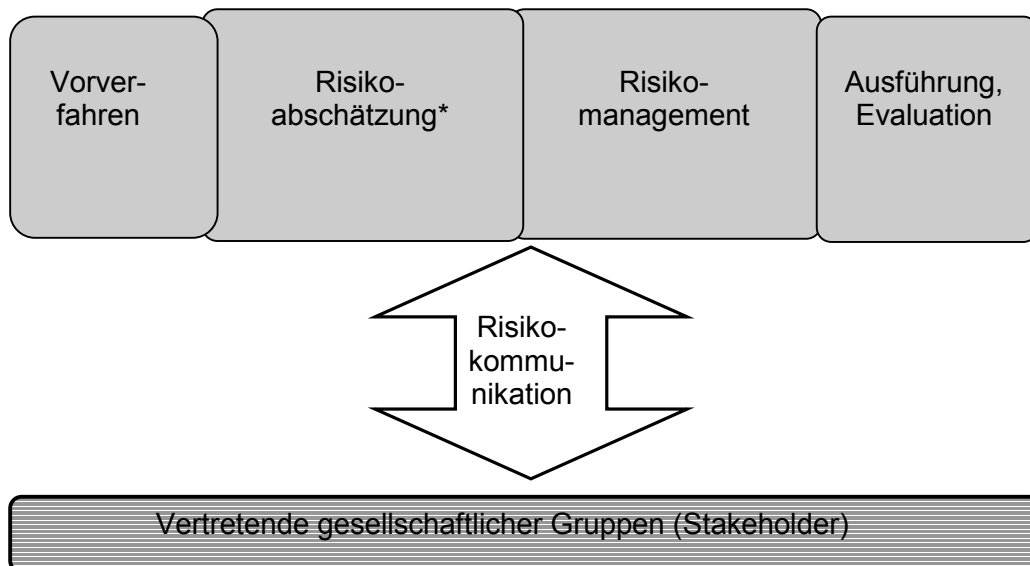 Vorver-
fahren
Risiko-
abschätzung*
Risiko-
management
Ausführung,
Evaluation
Risiko-
kommu-
nikation
Vertretende gesellschaftlicher Gruppen (Stakeholder)